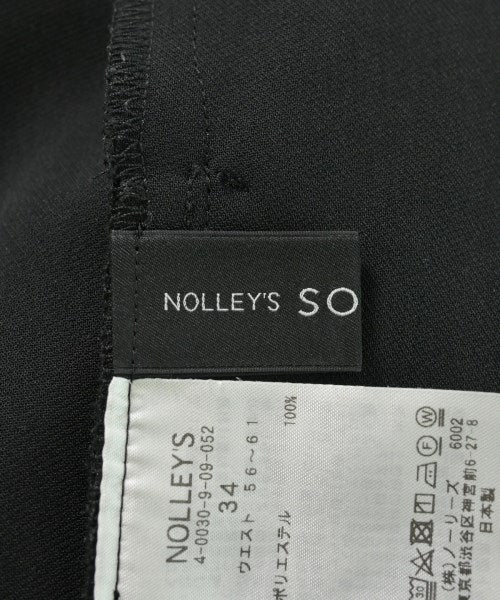 NOLLEY'S SO
NOLLEY'S
4-0030-9-09-052
34
ウエスト 56～61
ポリエステル 100%
30
6002
(株)ノーリーズ
東京都渋谷区神宮前6-27-8
日本製